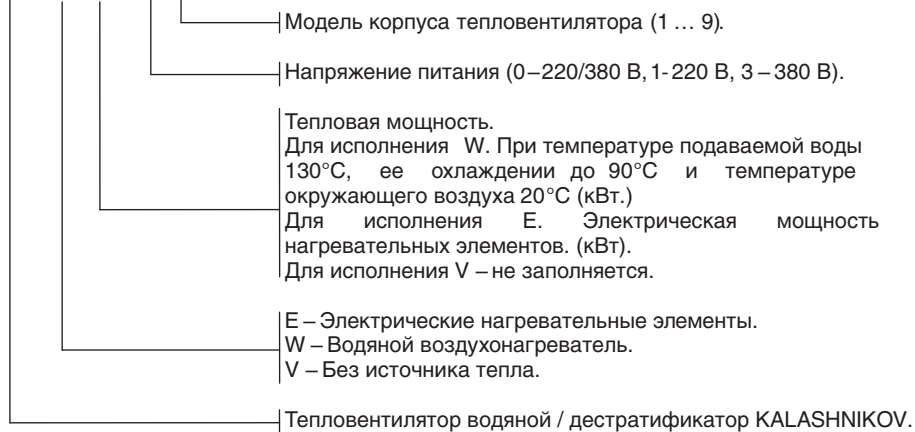 Модель корпуса тепловентилятора (1 ... 9).
Напряжение питания (0–220/380 В, 1- 220 В, 3 – 380 В).
Тепловая мощность.
Для исполнения W. При температуре подаваемой воды
130°С, ее охлаждении до 90°С и температуре
окружающего воздуха 20°С (кВт.)
Для исполнения Е. Электрическая мощность
нагревательных элементов. (кВт).
Для исполнения V – не заполняется.
E – Электрические нагревательные элементы.
W – Водяной воздухонагреватель.
V – Без источника тепла.
Тепловентилятор водяной / дестратификатор KALASHNIKOV.